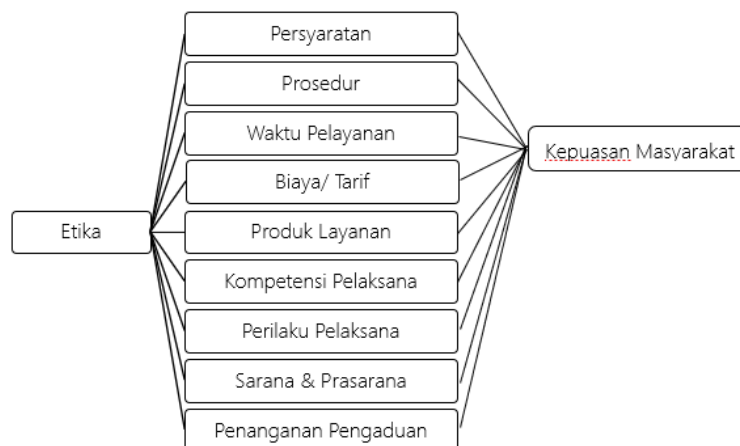 Persyaratan
Prosedur
Waktu Pelayanan
Biaya/ Tarif
Etika
Produk Layanan
Kompetensi Pelaksana
Perilaku Pelaksana
Sarana & Prasarana
Penanganan Pengaduan
Kepuasan Masyarakat